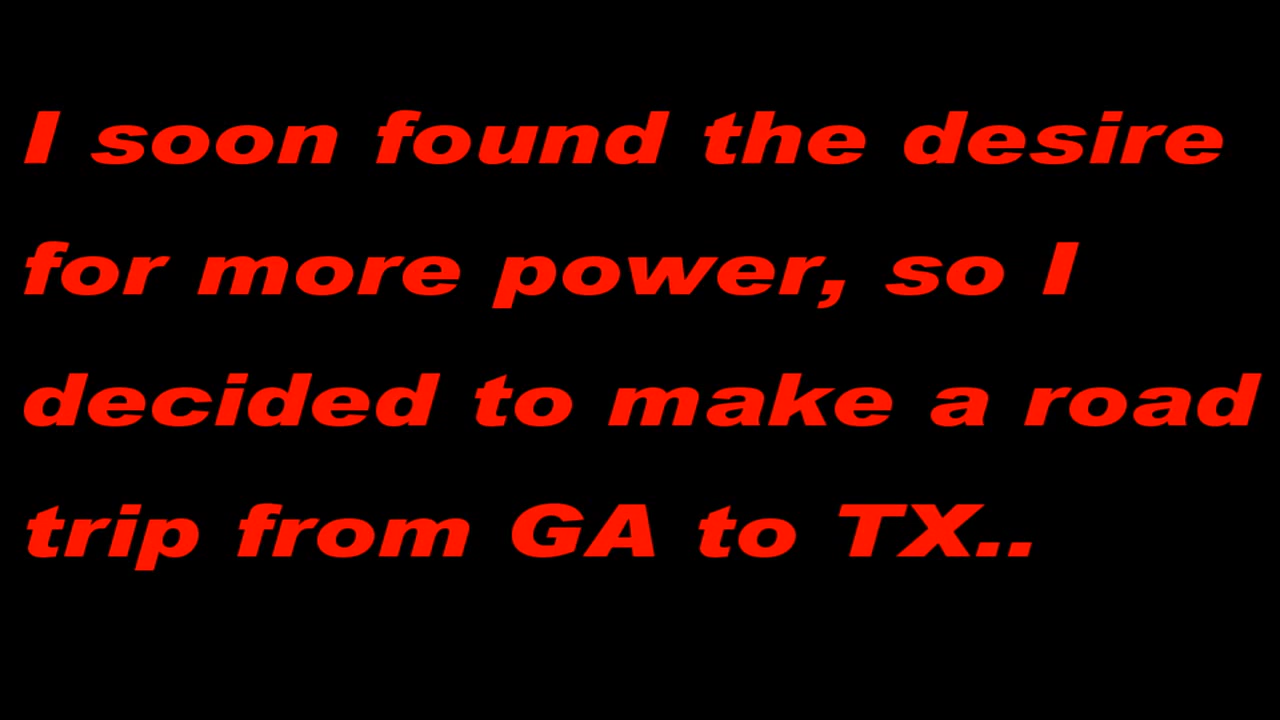 I soon found the desire
for more power, so I
decided to make a road
trip from GA to TX..